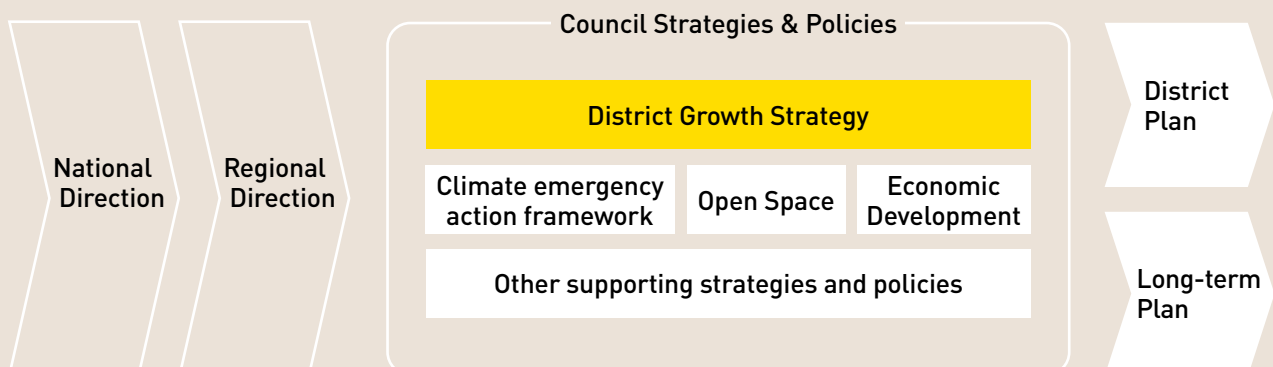 Council Strategies & Policies
National
Direction
Regional
Direction
District Growth Strategy
Climate emergency
action framework
Open Space
Economic
Development
Other supporting strategies and policies
District
Plan
Long-term
Plan